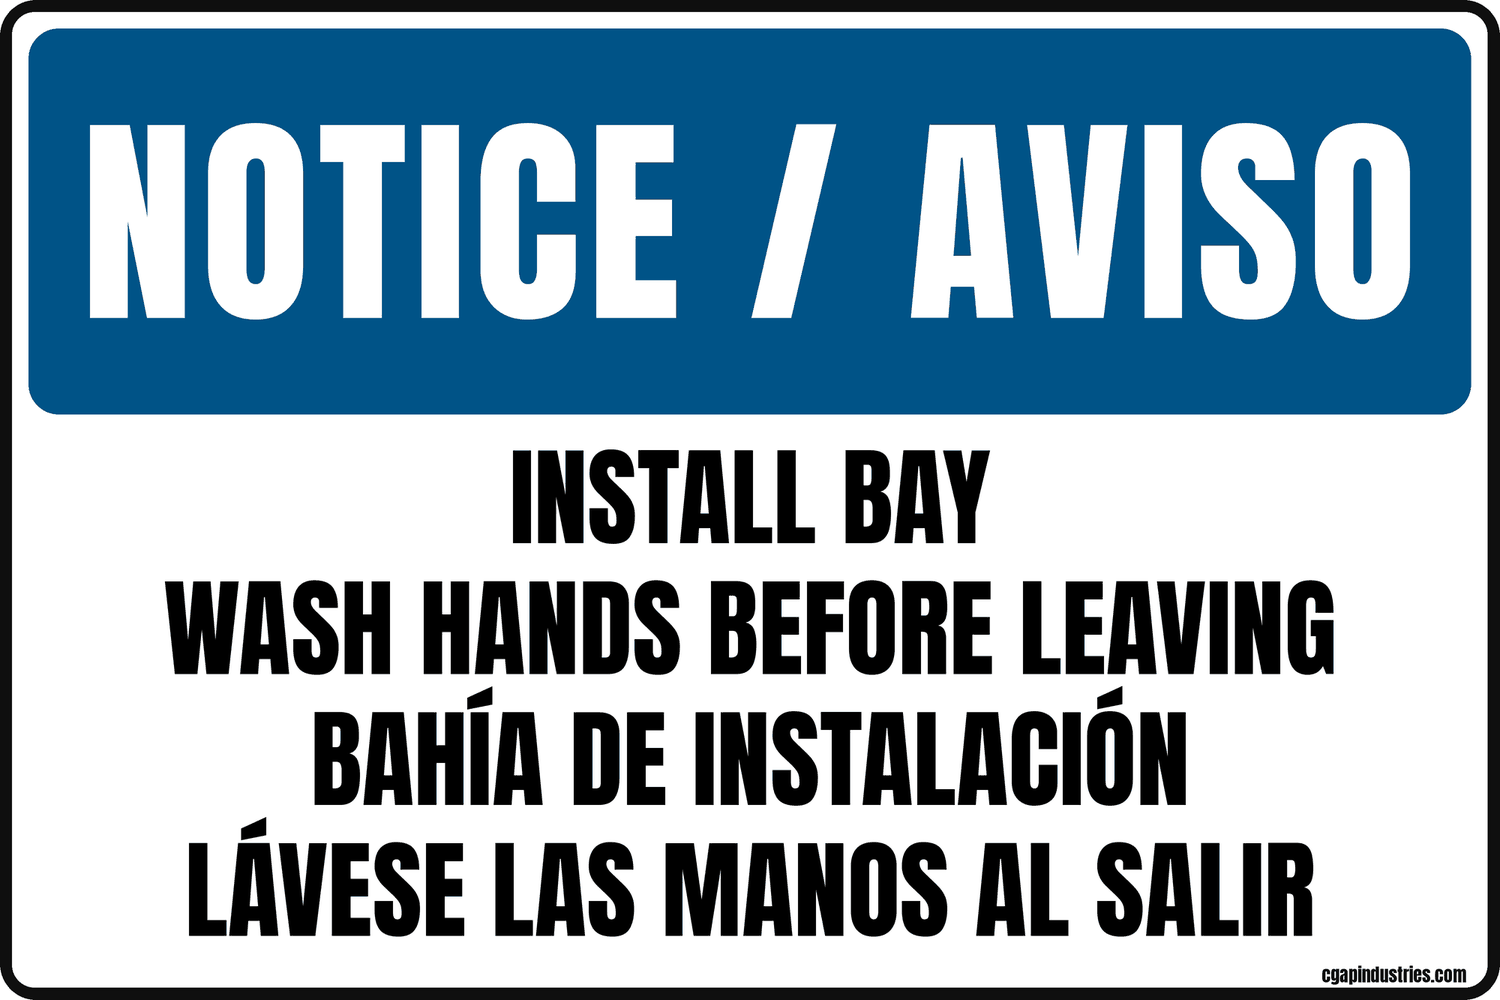 NOTICE / AVISO
INSTALL BAY
WASH HANDS BEFORE LEAVING
BAHÍA DE INSTALACIÓN
LÁVESE LAS MANOS AL SALIR
cgapindustries.com